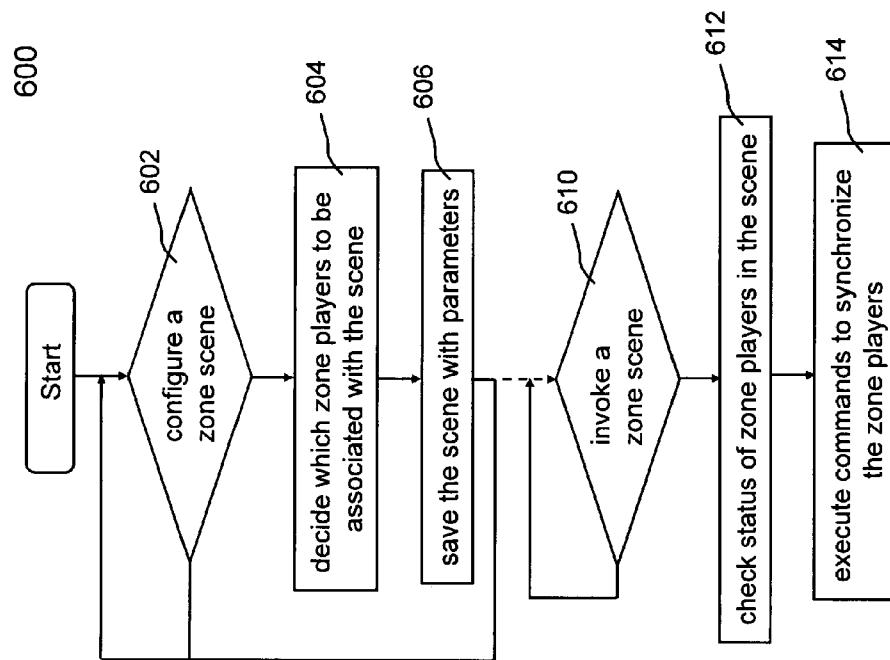 600
Start
602
configure a
zone scene
604
decide which zone players to be
associated with the scene
606
save the scene with parameters
610
invoke a
zone scene
612
check status of zone players in the scene
614
execute commands to synchronize
the zone players